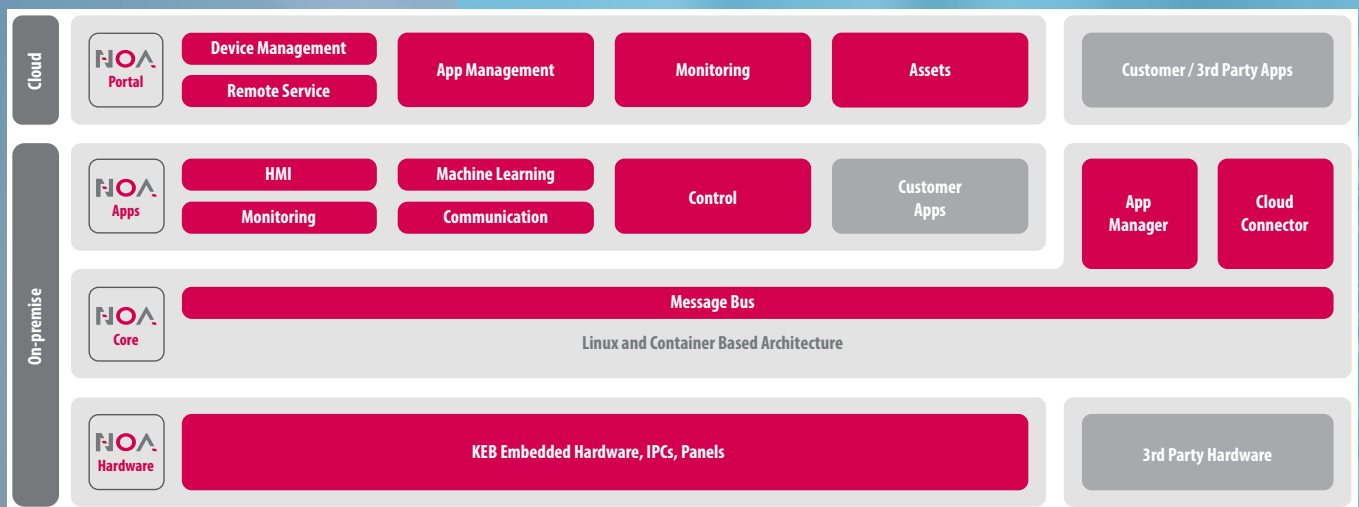 Cloud
NOA
Portal
Device Management
Remote Service
App Management
Monitoring
Assets
Customer / 3rd Party Apps
On-premise
NOA
Apps
HMI
Monitoring
Machine Learning
Communication
Control
Customer
Apps
App
Manager
Cloud
Connector
NOA
Core
Message Bus
Linux and Container Based Architecture
NOA
Hardware
KEB Embedded Hardware, IPCs, Panels
3rd Party Hardware